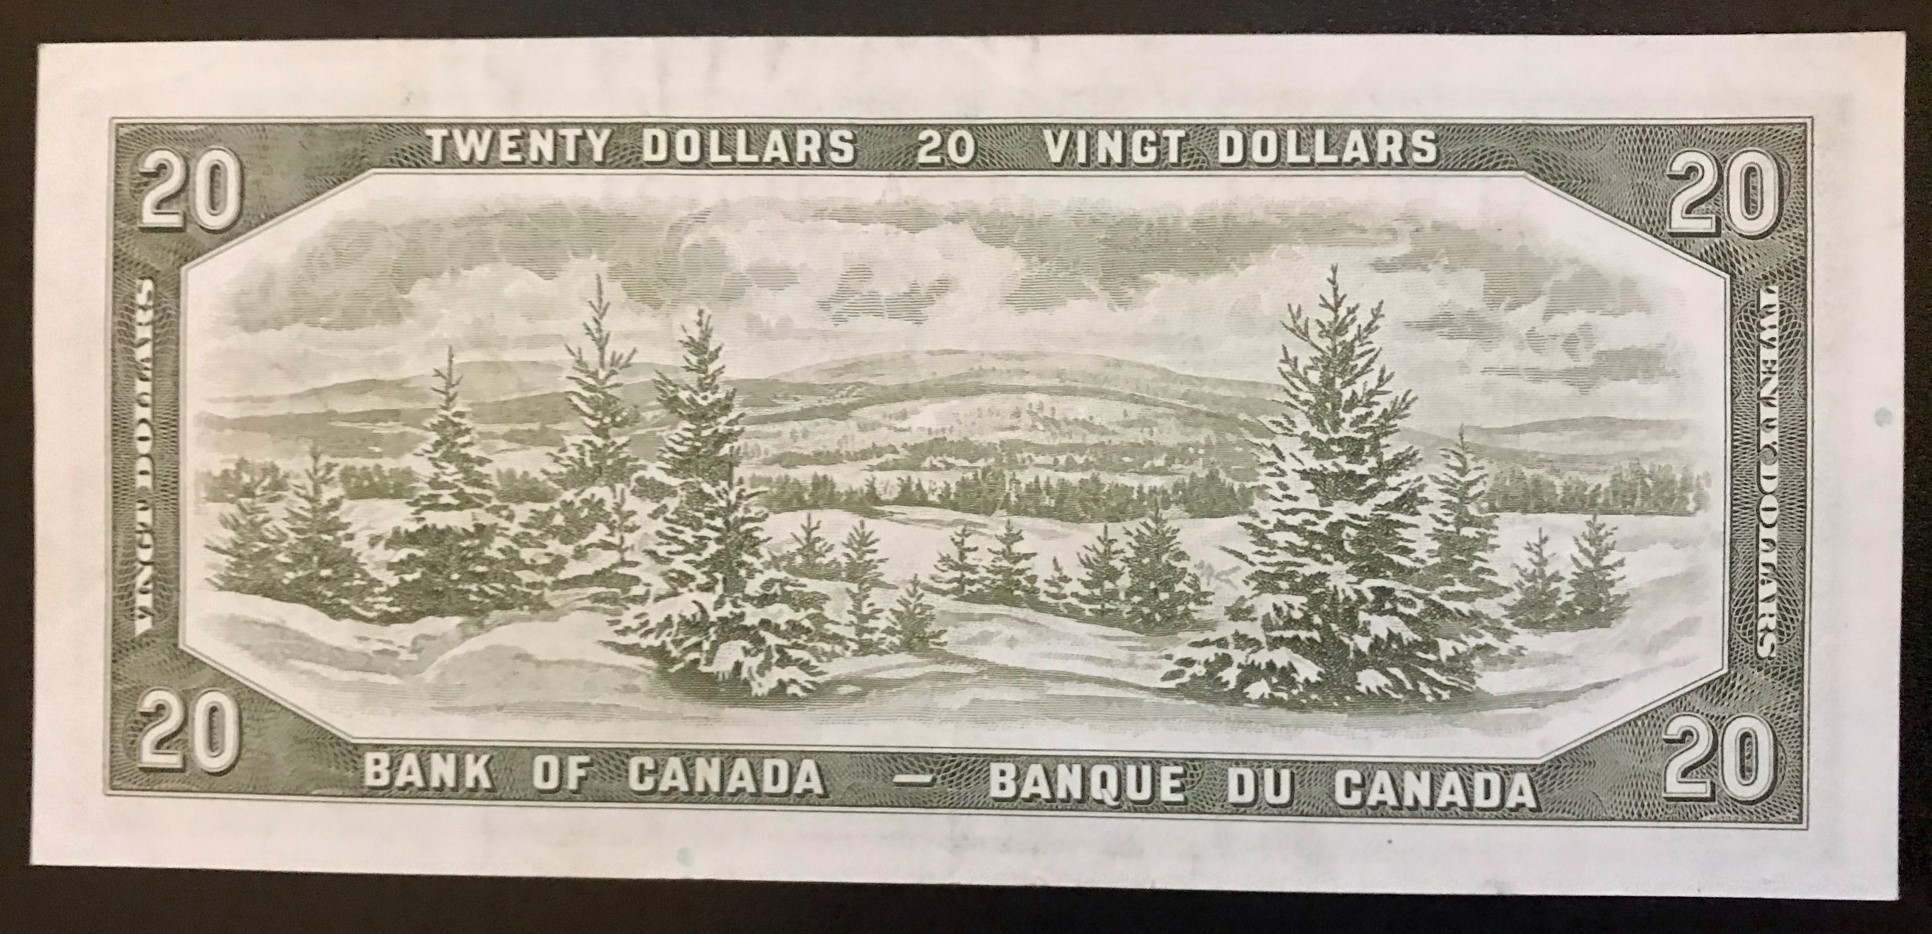 TWENTY DOLLARS 20 VINGT DOLLARS
20
20
VINGT DOLLARS
TWENTY DOLLARS
20
20
BANK OF CANADA — BANQUE DU CANADA